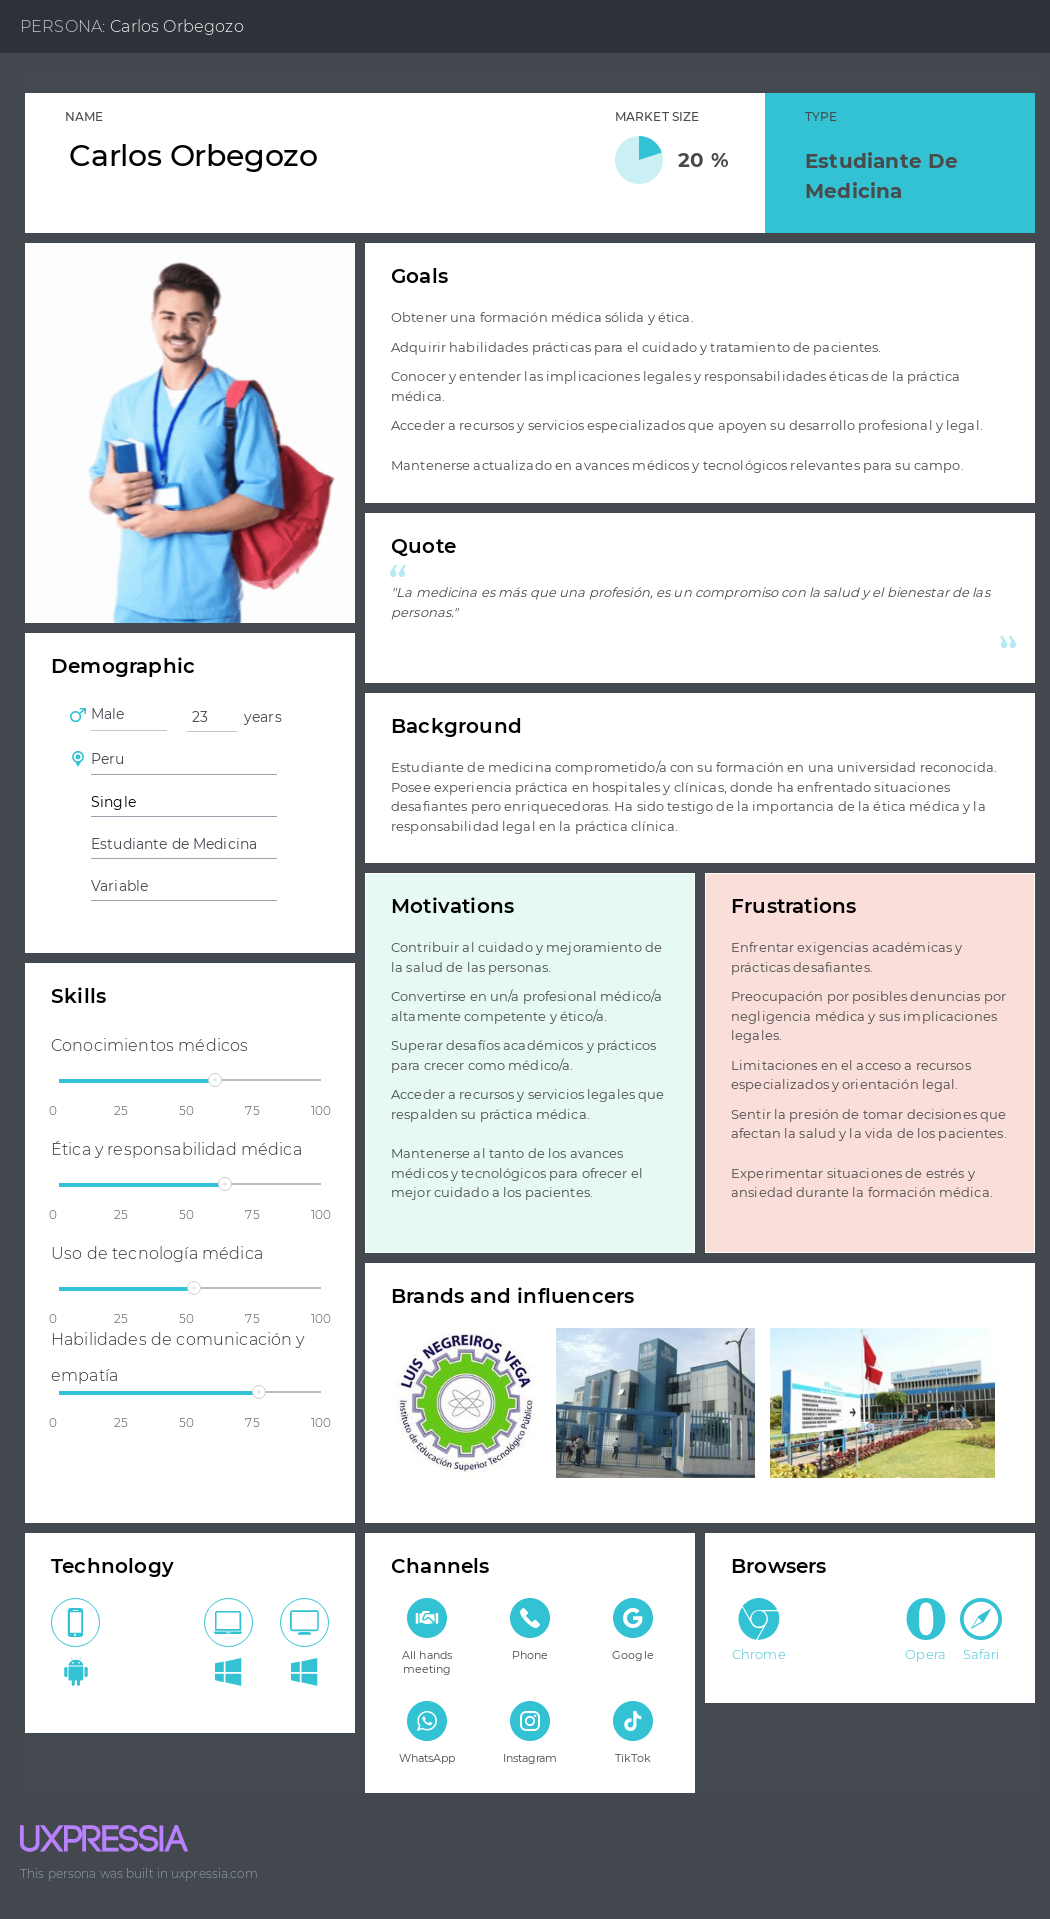 PERSONA: Carlos Orbegozo
NAME
Carlos Orbegozo
MARKET SIZE
20 %
TYPE
Estudiante De
Medicina
Goals
Obtener una formación médica sólida y ética.
Adquirir habilidades prácticas para el cuidado y tratamiento de pacientes.
Conocer y entender las implicaciones legales y responsabilidades éticas de la práctica
médica.
Acceder a recursos y servicios especializados que apoyen su desarrollo profesional y legal.
Mantenerse actualizado en avances médicos y tecnológicos relevantes para su campo.
Quote
"La medicina es más que una profesión, es un compromiso con la salud y el bienestar de las
personas."
Demographic
Male
23 years
Peru
Single
Estudiante de Medicina
Variable
Background
Estudiante de medicina comprometido/a con su formación en una universidad reconocida.
Posee experiencia práctica en hospitales y clínicas, donde ha enfrentado situaciones
desafiantes pero enriquecedoras. Ha sido testigo de la importancia de la ética médica y la
responsabilidad legal en la práctica clínica.
Motivations
Contribuir al cuidado y mejoramiento de
la salud de las personas.
Convertirse en un/a profesional médico/a
altamente competente y ético/a.
Superar desafíos académicos y prácticos
para crecer como médico/a.
Acceder a recursos y servicios legales que
respalden su práctica médica.
Mantenerse al tanto de los avances
médicos y tecnológicos para ofrecer el
mejor cuidado a los pacientes.
Frustrations
Enfrentar exigencias académicas y
prácticas desafiantes.
Preocupación por posibles denuncias por
negligencia médica y sus implicaciones
legales.
Limitaciones en el acceso a recursos
especializados y orientación legal.
Sentir la presión de tomar decisiones que
afectan la salud y la vida de los pacientes.
Experimentar situaciones de estrés y
ansiedad durante la formación médica.
Skills
Conocimientos médicos
0 25 50 75 100
Ética y responsabilidad médica
0 25 50 75 100
Uso de tecnología médica
0 25 50 75 100
Habilidades de comunicación y
empatía
0 25 50 75 100
Brands and influencers
LUIS NEGREIROS VEGA
Instituto de Educación Superior Tecnológico Público
Technology
Channels
All hands
meeting
Phone
Google
WhatsApp
Instagram
TikTok
Browsers
Chrome
Opera
Safari
UXPRESSIA
This persona was built in uxpressia.com